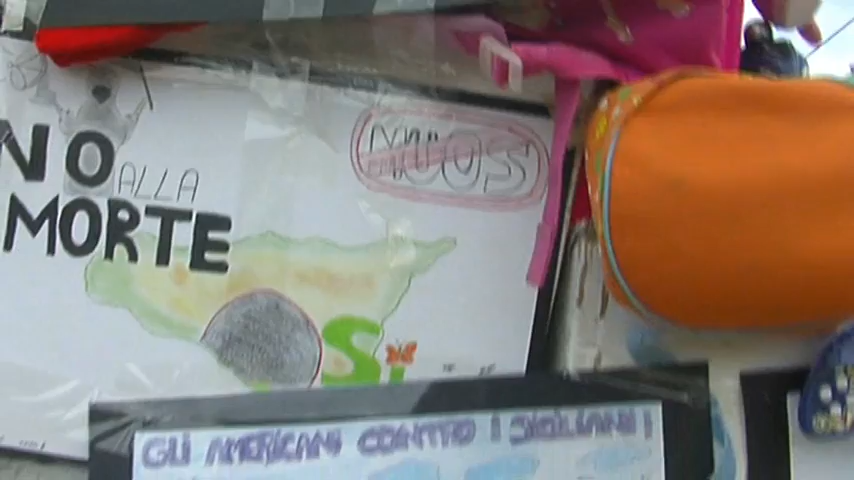 NO ALLA
MORTE
MUOS
Si
GLI AMERICANI CONTRO I SICILIANI!